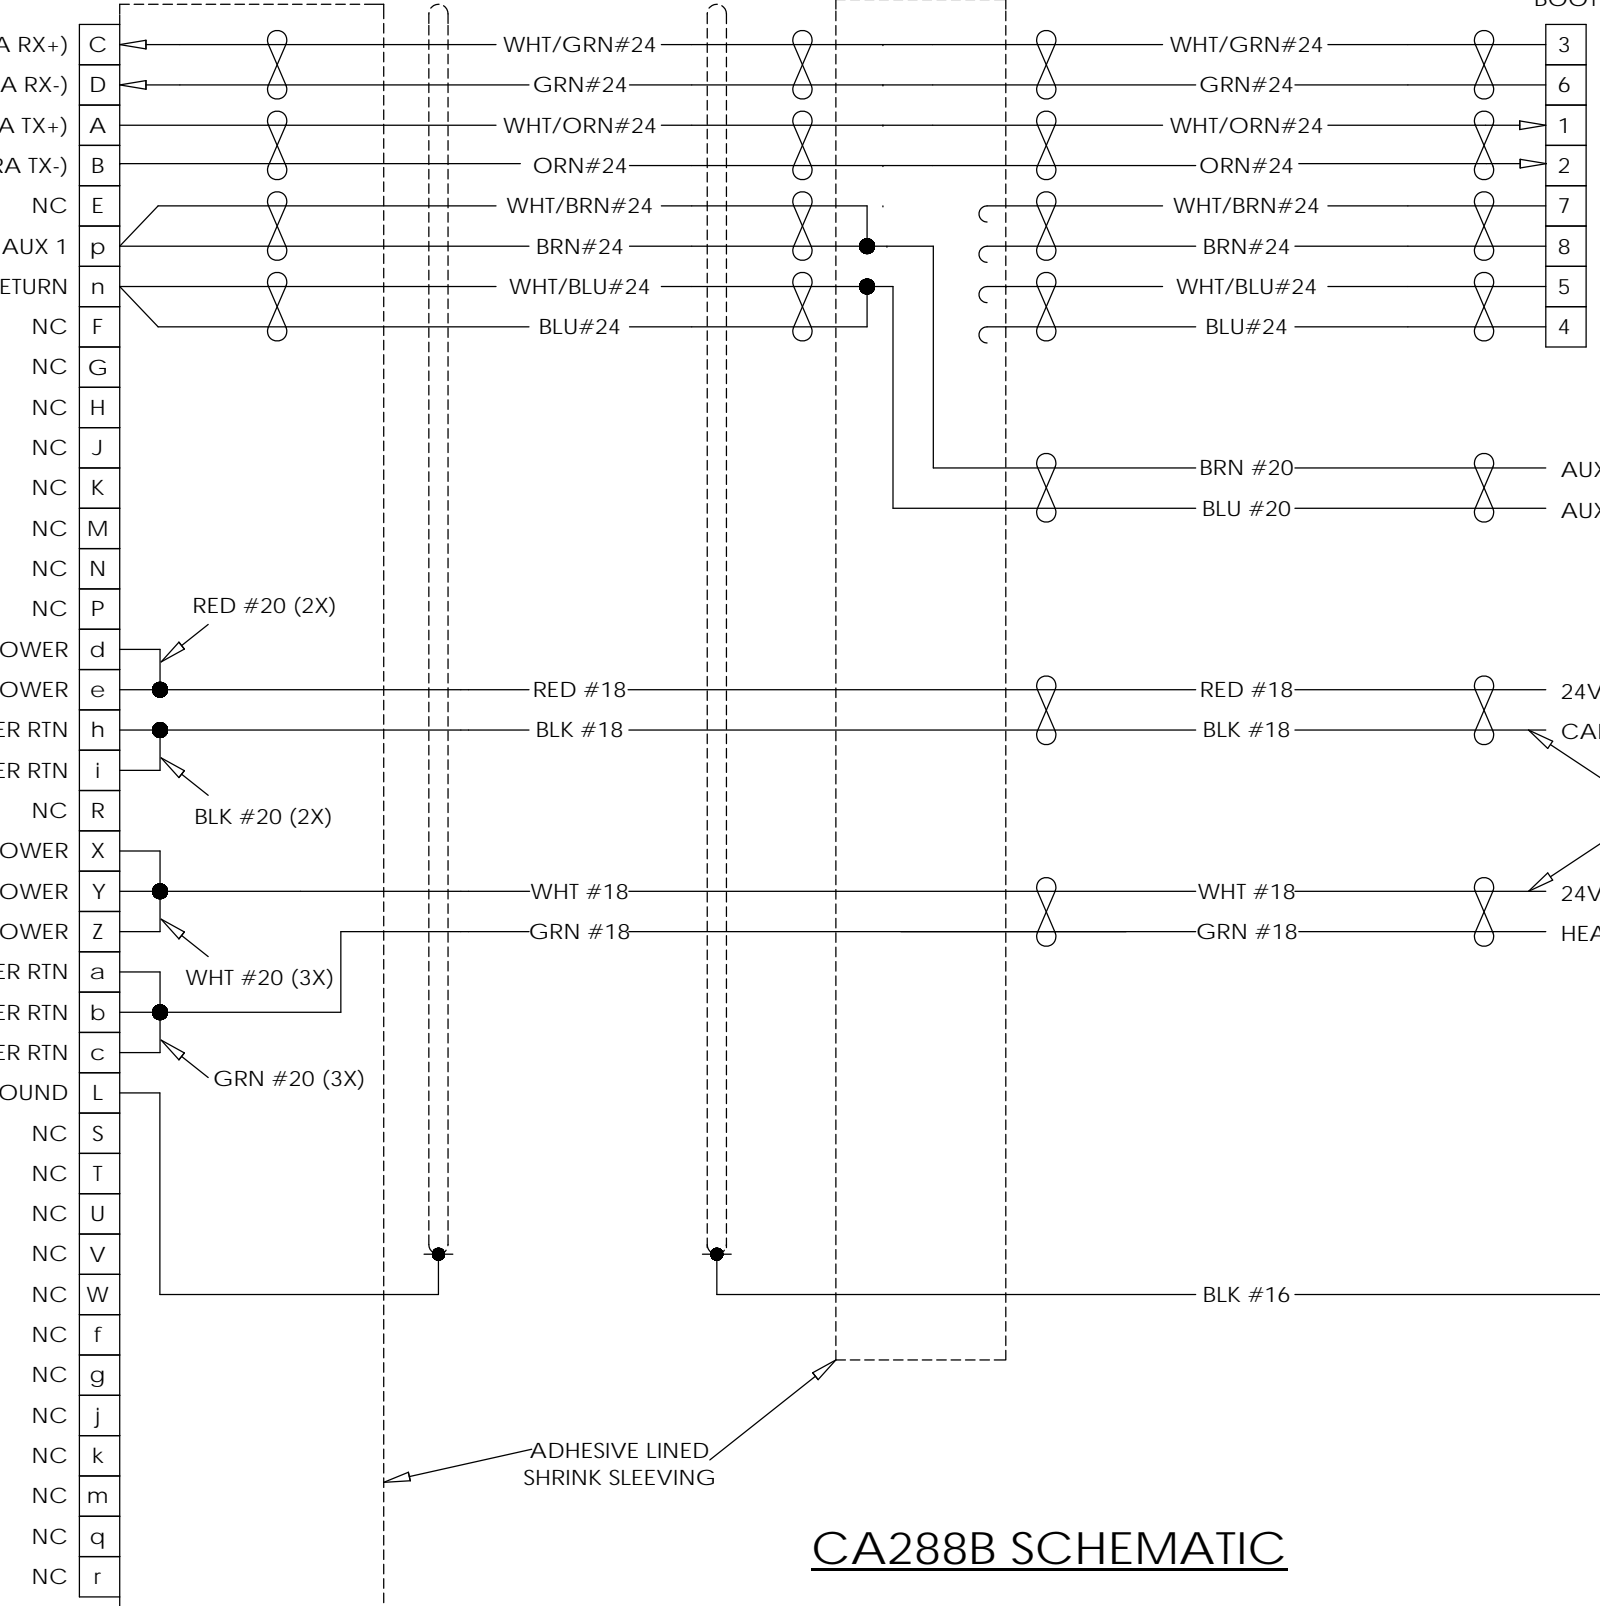 BOOT
A RX+) C WHT/GRN#24 WHT/GRN#24 3
A RX-) D GRN#24 GRN#24 6
A TX+) A WHT/ORN#24 WHT/ORN#24 1
RA TX-) B ORN#24 ORN#24 2
NC E WHT/BRN#24 WHT/BRN#24 7
AUX 1 p BRN#24 BRN#24 8
ETURN n WHT/BLU#24 WHT/BLU#24 5
NC F BLU#24 BLU#24 4
NC G
NC H
NC J
BRN #20 AUX
NC K
BLU #20 AUX
NC M
NC N
NC P RED #20 (2X)
OWER d
OWER e RED #18 RED #18 24V
ER RTN h BLK #18 BLK #18 CA
ER RTN i
NC R BLK #20 (2X)
OWER X
OWER Y WHT #18 WHT #18 24V
OWER Z GRN #18 GRN #18 HEA
ER RTN a WHT #20 (3X)
ER RTN b
ER RTN c
GRN #20 (3X)
OUND L
NC S
NC T
NC U
NC V
NC W BLK #16
NC f
NC g
NC j
NC k ADHESIVE LINED
SHRINK SLEEVING
NC m
NC q CA288B SCHEMATIC
NC r